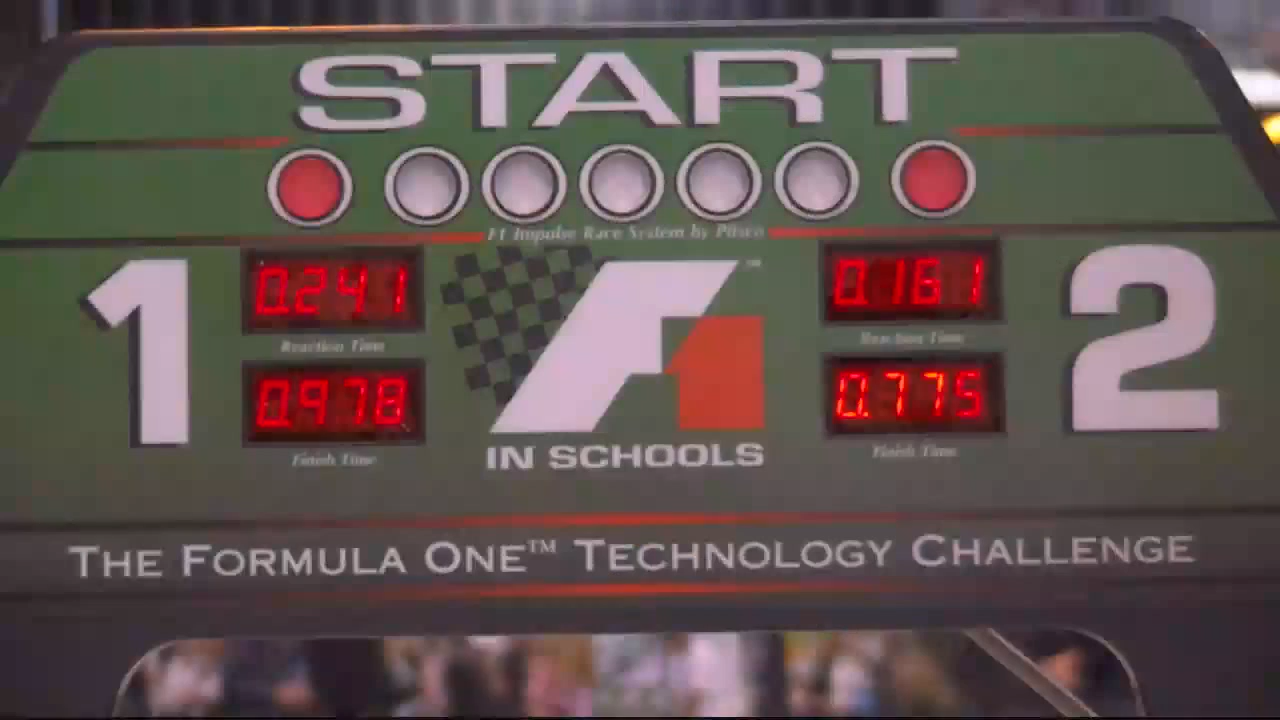 START
F1 Impulse Race System by Pitsco
1
0.241
Reaction Time
0.978
Finish Time
F1™
IN SCHOOLS
0.161
Reaction Time
0.775
Finish Time
2
THE FORMULA ONE™ TECHNOLOGY CHALLENGE